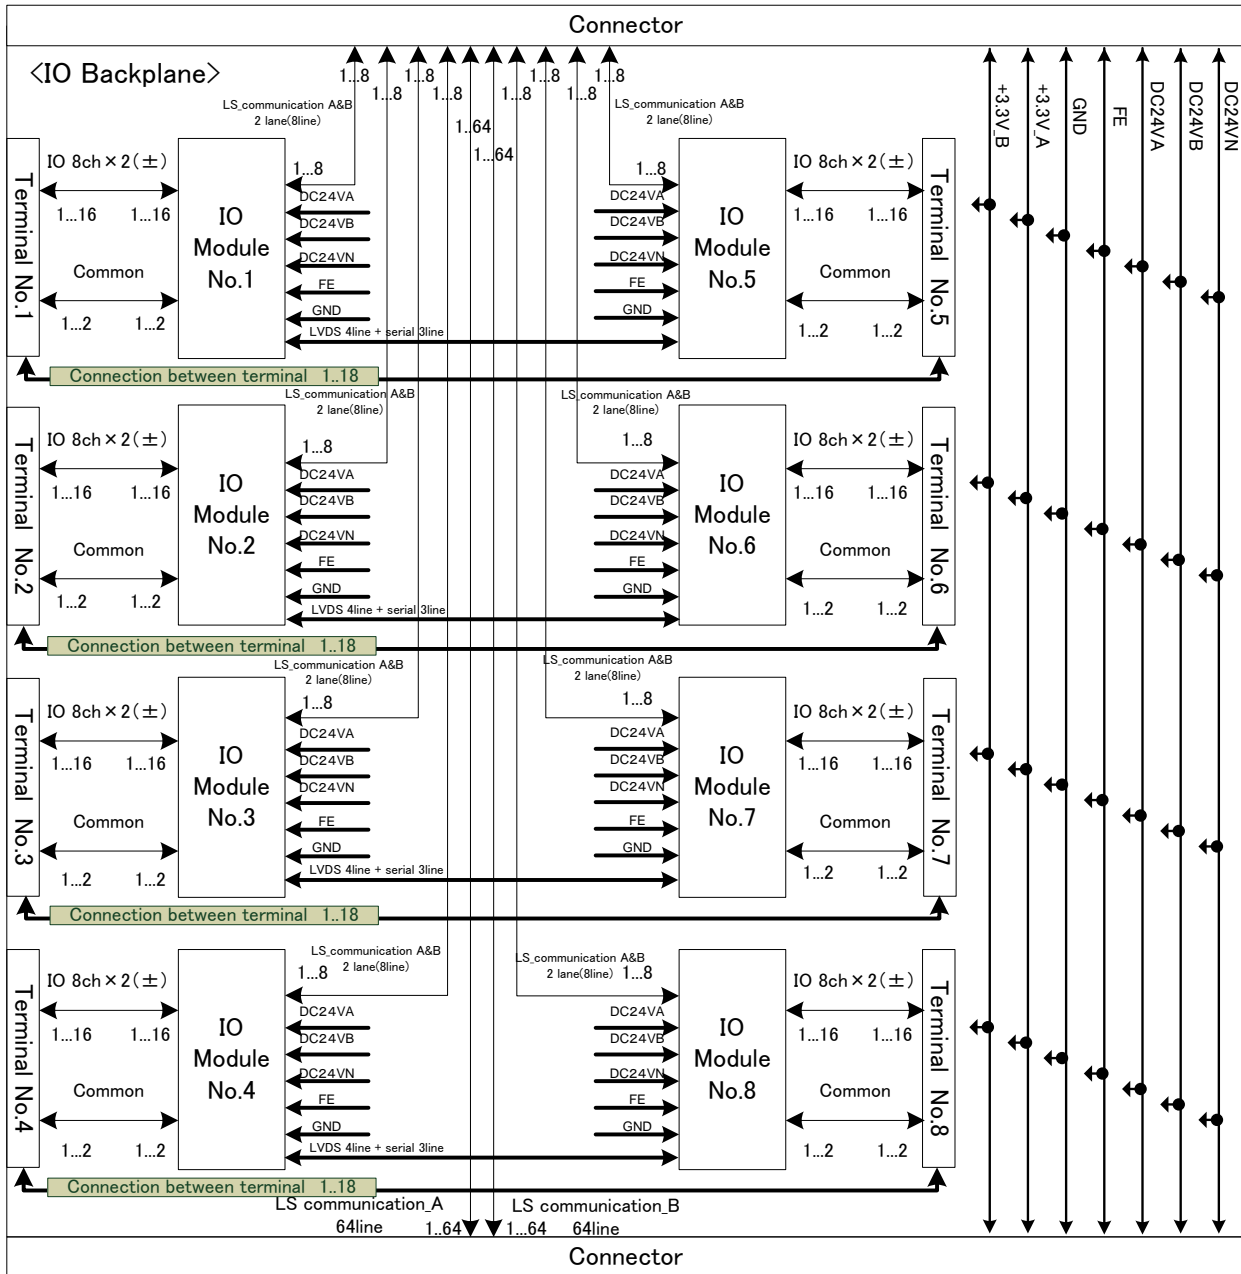 Connector
<IO Backplane>
1...8
1...8
1...8
1...8
1..64
1...64
1...8
1...8
1...8
1...8
+3.3V_B
+3.3V_A
GND
FE
DC24VA
DC24VB
DC24VN
LS_communication A&B
2 lane(8line)
LS_communication A&B
2 lane(8line)
Terminal No.1
IO 8ch×2(±)
1...16 1...16
Common
1...2 1...2
IO
Module
No.1
1...8
DC24VA
DC24VB
DC24VN
FE
GND
LVDS 4line + serial 3line
1...8
DC24VA
DC24VB
DC24VN
FE
GND
IO
Module
No.5
IO 8ch×2(±)
1...16 1...16
Common
1...2 1...2
Terminal No.5
Connection between terminal 1..18
LS_communication A&B
2 lane(8line)
LS_communication A&B
2 lane(8line)
Terminal No.2
IO 8ch×2(±)
1...16 1...16
Common
1...2 1...2
IO
Module
No.2
1...8
DC24VA
DC24VB
DC24VN
FE
GND
LVDS 4line + serial 3line
1...8
DC24VA
DC24VB
DC24VN
FE
GND
IO
Module
No.6
IO 8ch×2(±)
1...16 1...16
Common
1...2 1...2
Terminal No.6
Connection between terminal 1..18
LS_communication A&B
2 lane(8line)
LS_communication A&B
2 lane(8line)
Terminal No.3
IO 8ch×2(±)
1...16 1...16
Common
1...2 1...2
IO
Module
No.3
1...8
DC24VA
DC24VB
DC24VN
FE
GND
LVDS 4line + serial 3line
1...8
DC24VA
DC24VB
DC24VN
FE
GND
IO
Module
No.7
IO 8ch×2(±)
1...16 1...16
Common
1...2 1...2
Terminal No.7
Connection between terminal 1..18
LS_communication A&B
2 lane(8line)
LS_communication A&B
2 lane(8line)
Terminal No.4
IO 8ch×2(±)
1...16 1...16
Common
1...2 1...2
IO
Module
No.4
1...8
DC24VA
DC24VB
DC24VN
FE
GND
LVDS 4line + serial 3line
1...8
DC24VA
DC24VB
DC24VN
FE
GND
IO
Module
No.8
IO 8ch×2(±)
1...16 1...16
Common
1...2 1...2
Terminal No.8
Connection between terminal 1..18
LS communication_A
64line
1..64
LS communication_B
1...64 64line
Connector